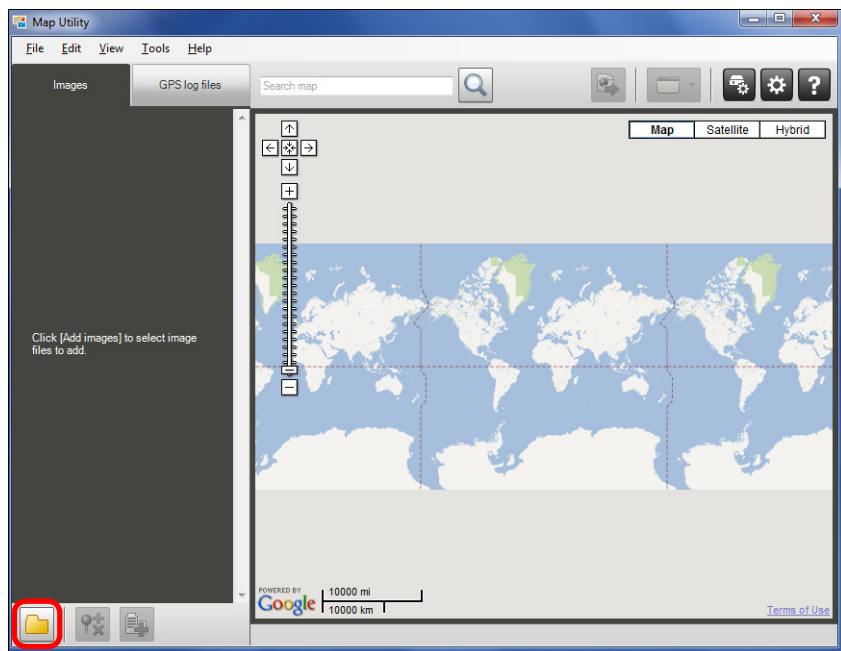 Map Utility
File Edit View Tools Help
Images
GPS log files
Search map
?
Map
Satellite
Hybrid
Click [Add images] to select image
files to add.
POWERED BY
Google
10000 mi
10000 km
Terms of Use